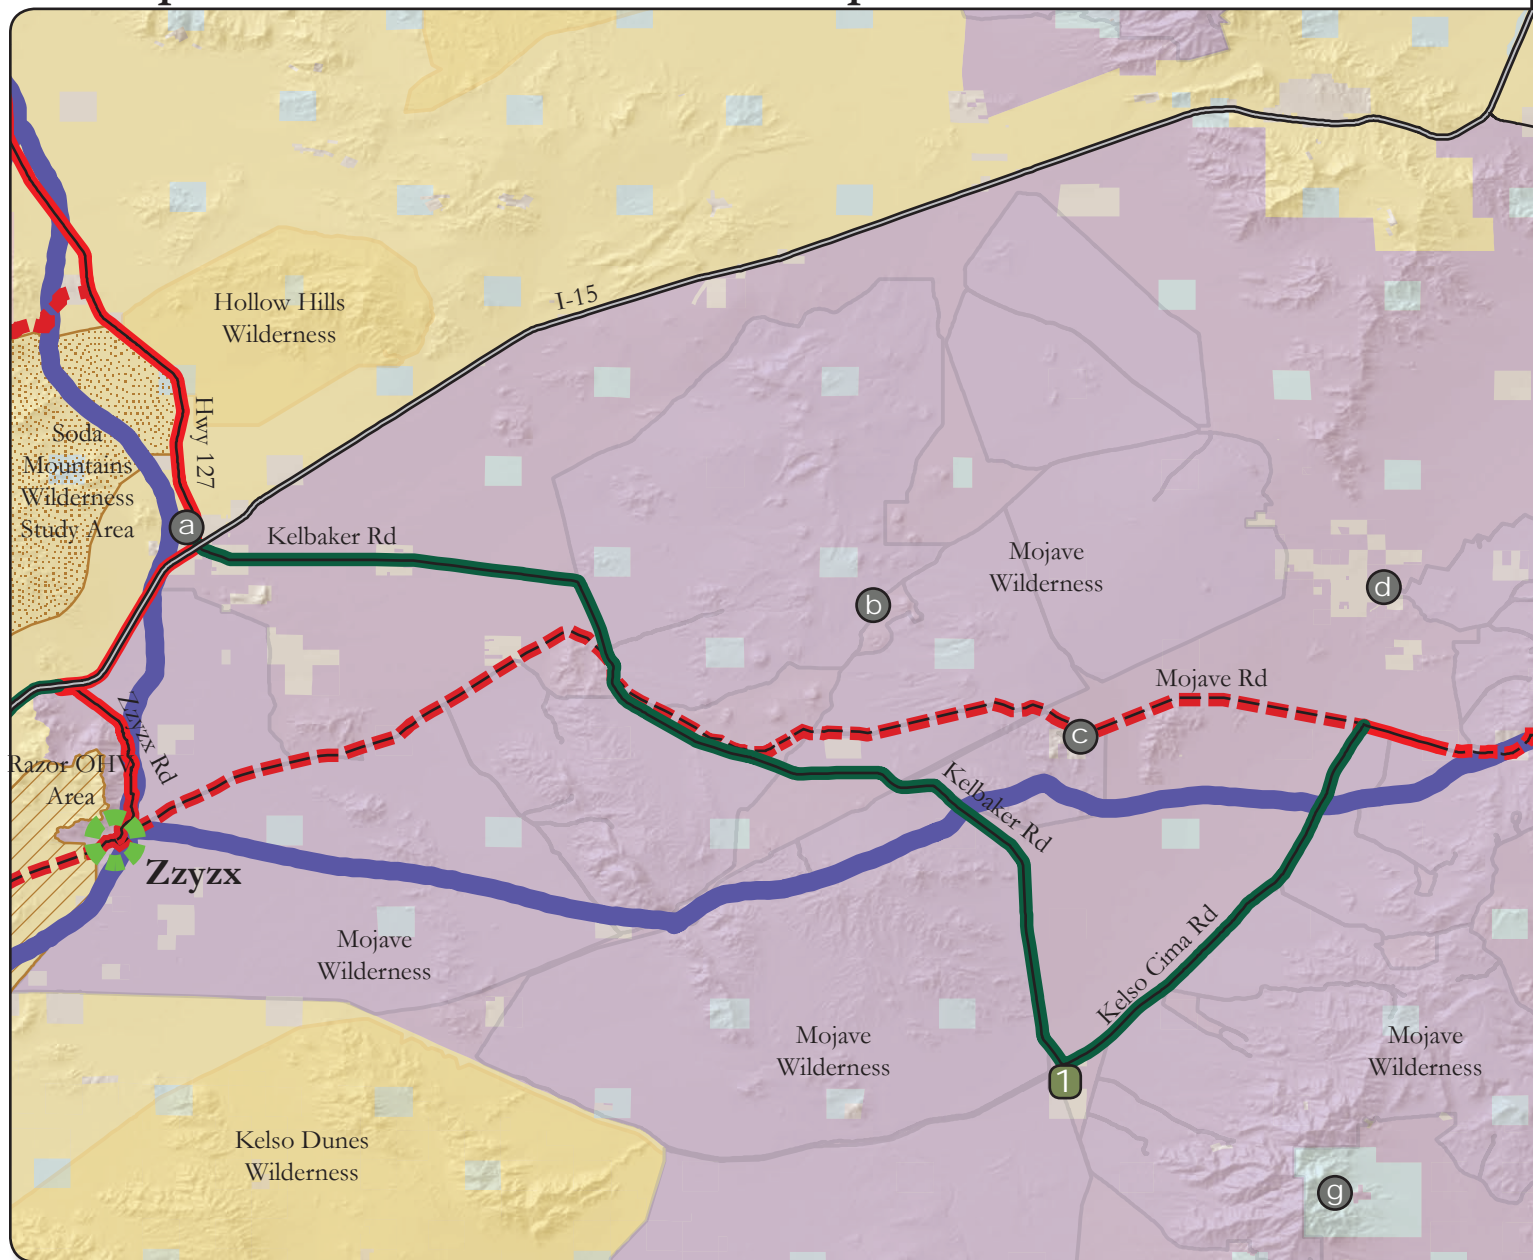 Hollow Hills
Wilderness
I-15
Hwy 127
Soda
Mountains
Wilderness
Study Area
a
Kelbaker Rd
Mojave
Wilderness
b
d
Mojave Rd
Zzyzx Rd
c
Razor OHV
Area
Kelbaker Rd
Zzyzx
Mojave
Wilderness
Kelso Cima Rd
Mojave
Wilderness
Mojave
Wilderness
1
Kelso Dunes
Wilderness
g